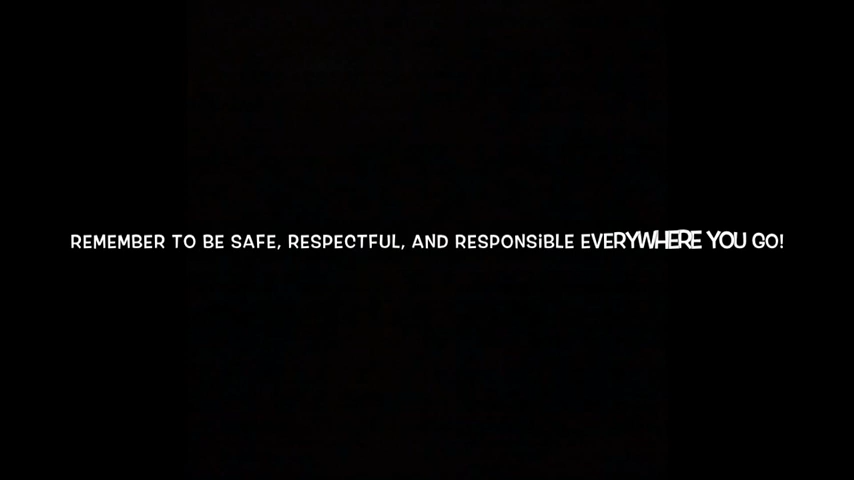 REMEMBER TO BE SAFE, RESPECTFUL, AND RESPONSiBLE EVERYWHERE YOU GO!